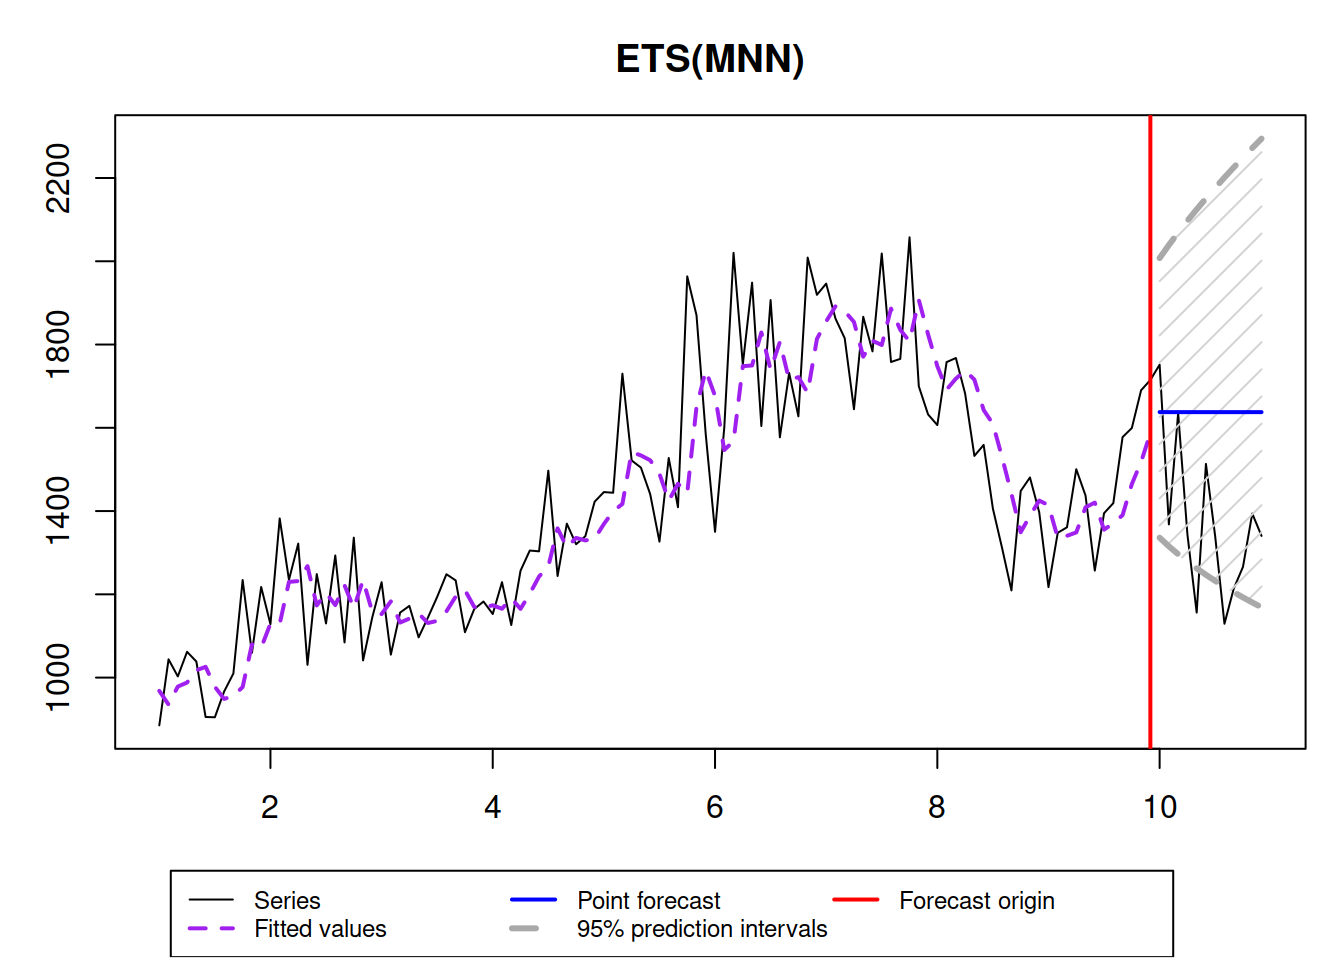 ETS(MNN)
2200
1800
1400
1000
2 4 6 8 10
Series Point forecast Forecast origin
Fitted values 95% prediction intervals